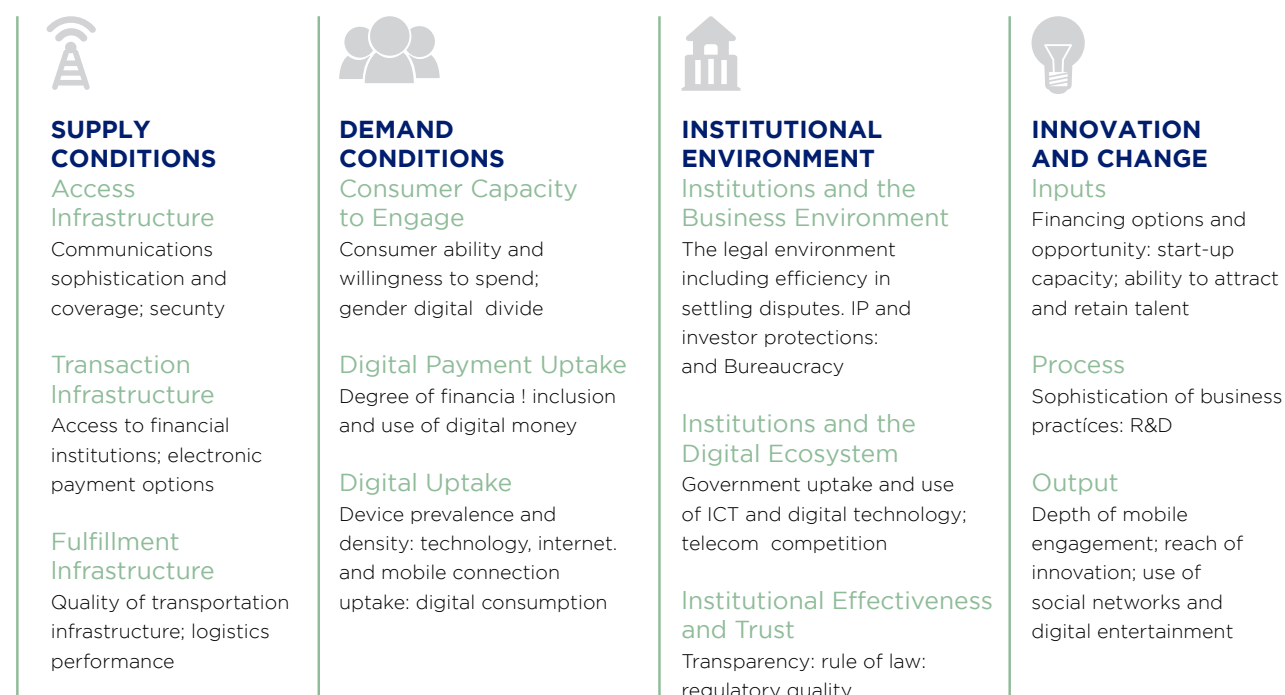 SUPPLY
CONDITIONS
Access
Infrastructure
Communications
sophistication and
coverage; secunty
Transaction
Infrastructure
Access to financial
institutions; electronic
payment options
Fulfillment
Infrastructure
Quality of transportation
infrastructure; logistics
performance
DEMAND
CONDITIONS
Consumer Capacity
to Engage
Consumer ability and
willingness to spend;
gender digital divide
Digital Payment Uptake
Degree of financia ! inclusion
and use of digital money
Digital Uptake
Device prevalence and
density: technology, internet.
and mobile connection
uptake: digital consumption
INSTITUTIONAL
ENVIRONMENT
Institutions and the
Business Environment
The legal environment
including efficiency in
settling disputes. IP and
investor protections:
and Bureaucracy
Institutions and the
Digital Ecosystem
Government uptake and use
of ICT and digital technology;
telecom competition
Institutional Effectiveness
and Trust
Transparency: rule of law:
regulatory quality
INNOVATION
AND CHANGE
Inputs
Financing options and
opportunity: start-up
capacity; ability to attract
and retain talent
Process
Sophistication of business
practíces: R&D
Output
Depth of mobile
engagement; reach of
innovation; use of
social networks and
digital entertainment